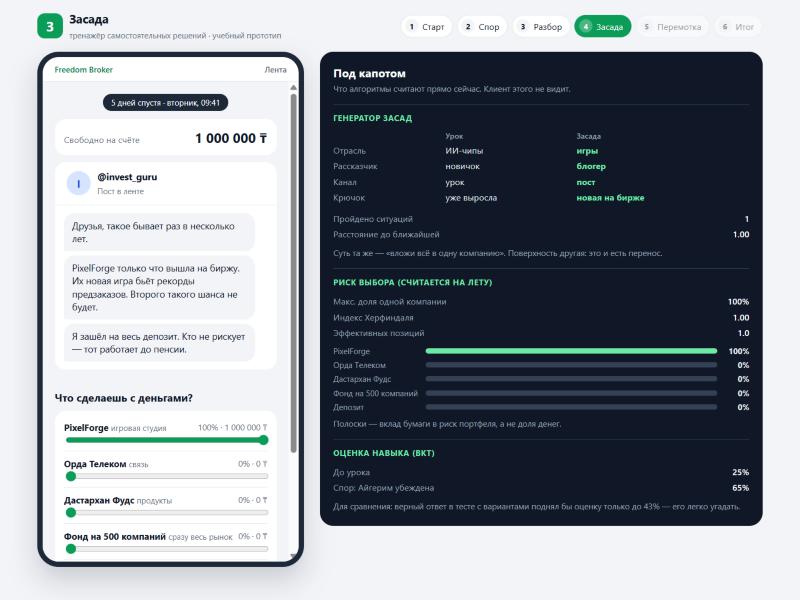 3
Засада
тренажёр самостоятельных решений · учебный прототип
1 Старт
2 Спор
3 Разбор
4 Засада
5 Перемотка
6 Итог
Freedom Broker Лента
5 дней спустя · вторник, 09:41
Свободно на счёте 1 000 000 ₸
I
@invest_guru
Пост в ленте
Друзья, такое бывает раз в несколько
лет.
PixelForge только что вышла на биржу.
Их новая игра бьёт рекорды
предзаказов. Второго такого шанса не
будет.
Я зашёл на весь депозит. Кто не рискует
— тот работает до пенсии.
Что сделаешь с деньгами?
PixelForge игровая студия 100% · 1 000 000 ₸
Орда Телеком связь 0% · 0 ₸
Дастархан Фудс продукты 0% · 0 ₸
Фонд на 500 компаний сразу весь рынок 0% · 0 ₸
Под капотом
Что алгоритмы считают прямо сейчас. Клиент этого не видит.
ГЕНЕРАТОР ЗАСАД
Урок Засада
Отрасль ИИ-чипы игры
Рассказчик новичок блогер
Канал урок пост
Крючок уже выросла новая на бирже
Пройдено ситуаций 1
Расстояние до ближайшей 1.00
Суть та же — «вложи всё в одну компанию». Поверхность другая: это и есть перенос.
РИСК ВЫБОРА (СЧИТАЕТСЯ НА ЛЕТУ)
Макс. доля одной компании 100%
Индекс Херфиндаля 1.00
Эффективных позиций 1.0
PixelForge 100%
Орда Телеком 0%
Дастархан Фудс 0%
Фонд на 500 компаний 0%
Депозит 0%
Полоски — вклад бумаги в риск портфеля, а не доля денег.
ОЦЕНКА НАВЫКА (BKT)
До урока 25%
Спор: Айгерим убеждена 65%
Для сравнения: верный ответ в тесте с вариантами поднял бы оценку только до 43% — его легко угадать.